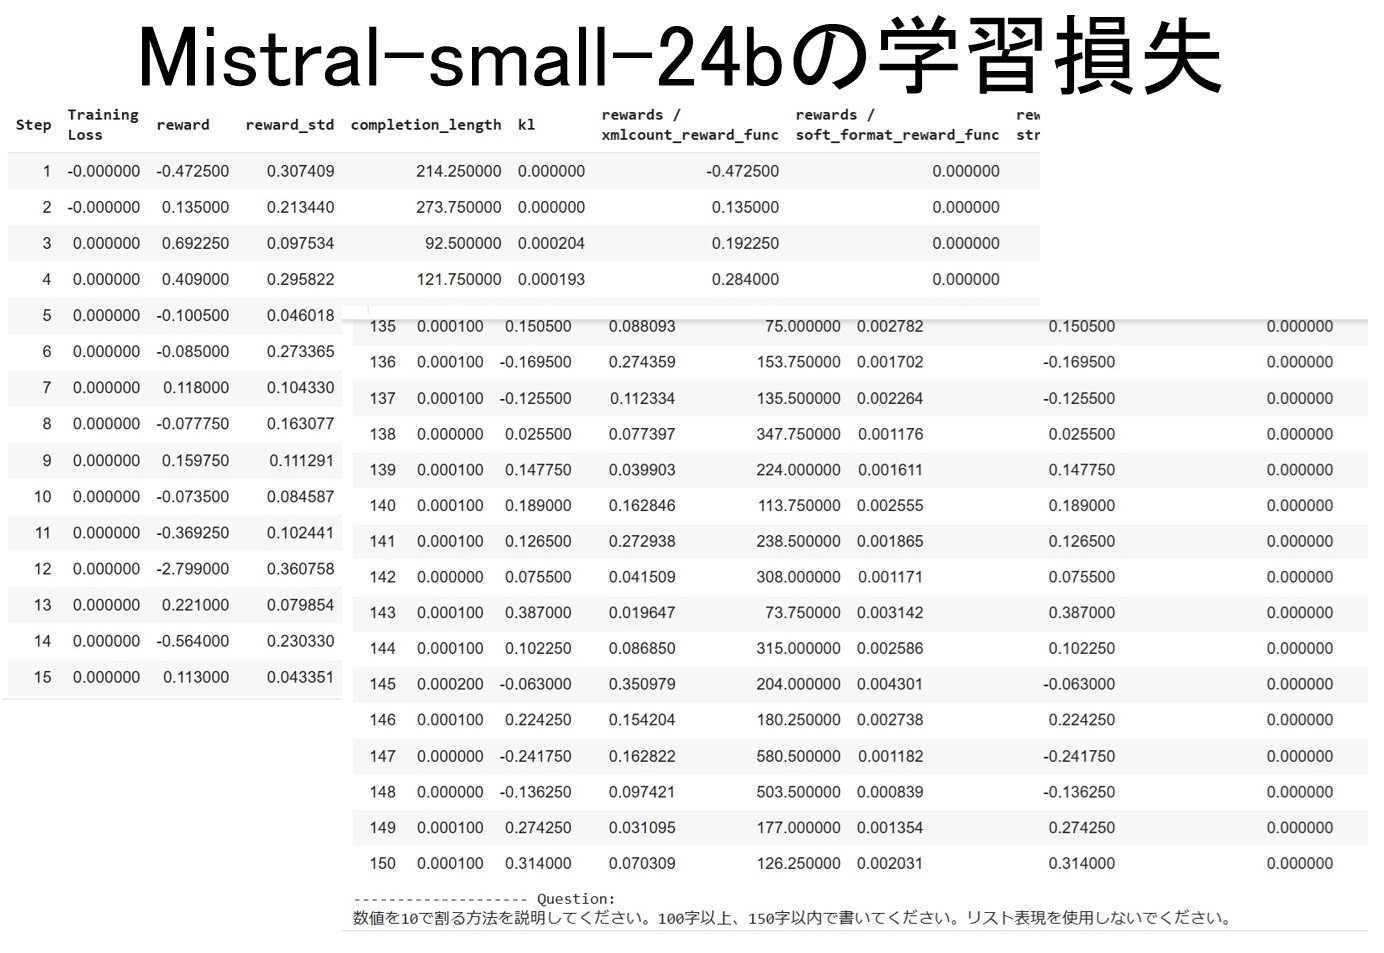 Mistral-small-24bの学習損失
Step Training Loss reward reward_std completion_length kl rewards / xmlcount_reward_func rewards / soft_format_reward_func rew str
1 -0.000000 -0.472500 0.307409 214.250000 0.000000 -0.472500 0.000000
2 -0.000000 0.135000 0.213440 273.750000 0.000000 0.135000 0.000000
3 0.000000 0.692250 0.097534 92.500000 0.000204 0.192250 0.000000
4 0.000000 0.409000 0.295822 121.750000 0.000193 0.284000 0.000000
5 0.000000 -0.100500 0.046018
6 0.000000 -0.085000 0.273365
7 0.000000 0.118000 0.104330
8 0.000000 -0.077750 0.163077
9 0.000000 0.159750 0.111291
10 0.000000 -0.073500 0.084587
11 0.000000 -0.369250 0.102441
12 0.000000 -2.799000 0.360758
13 0.000000 0.221000 0.079854
14 0.000000 -0.564000 0.230330
15 0.000000 0.113000 0.043351
135 0.000100 0.150500 0.088093 75.000000 0.002782 0.150500 0.000000
136 0.000100 -0.169500 0.274359 153.750000 0.001702 -0.169500 0.000000
137 0.000100 -0.125500 0.112334 135.500000 0.002264 -0.125500 0.000000
138 0.000000 0.025500 0.077397 347.750000 0.001176 0.025500 0.000000
139 0.000100 0.147750 0.039903 224.000000 0.001611 0.147750 0.000000
140 0.000100 0.189000 0.162846 113.750000 0.002555 0.189000 0.000000
141 0.000100 0.126500 0.272938 238.500000 0.001865 0.126500 0.000000
142 0.000000 0.075500 0.041509 308.000000 0.001171 0.075500 0.000000
143 0.000100 0.387000 0.019647 73.750000 0.003142 0.387000 0.000000
144 0.000100 0.102250 0.086850 315.000000 0.002586 0.102250 0.000000
145 0.000200 -0.063000 0.350979 204.000000 0.004301 -0.063000 0.000000
146 0.000100 0.224250 0.154204 180.250000 0.002738 0.224250 0.000000
147 0.000000 -0.241750 0.162822 580.500000 0.001182 -0.241750 0.000000
148 0.000000 -0.136250 0.097421 503.500000 0.000839 -0.136250 0.000000
149 0.000100 0.274250 0.031095 177.000000 0.001354 0.274250 0.000000
150 0.000100 0.314000 0.070309 126.250000 0.002031 0.314000 0.000000
-------------------- Question:
数値を10で割る方法を説明してください。100字以上、150字以内で書いてください。リスト表現を使用しないでください。